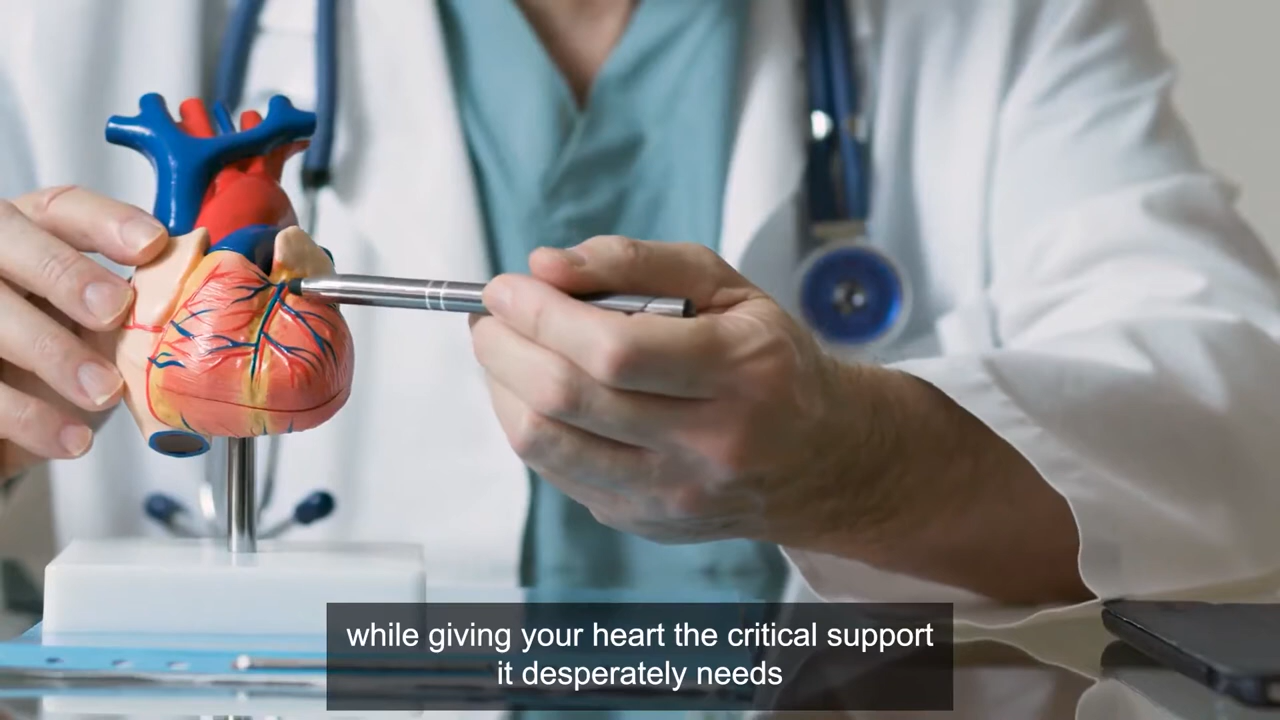 while giving your heart the critical support
it desperately needs